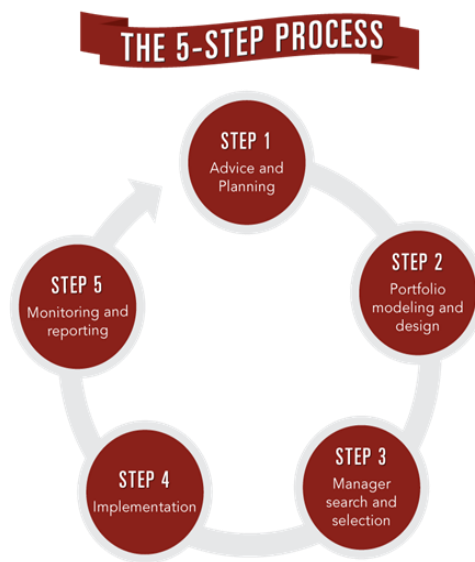 THE 5-STEP PROCESS
STEP 1
Advice and
Planning
STEP 2
Portfolio
modeling and
design
STEP 3
Manager
search and
selection
STEP 4
Implementation
STEP 5
Monitoring and
reporting